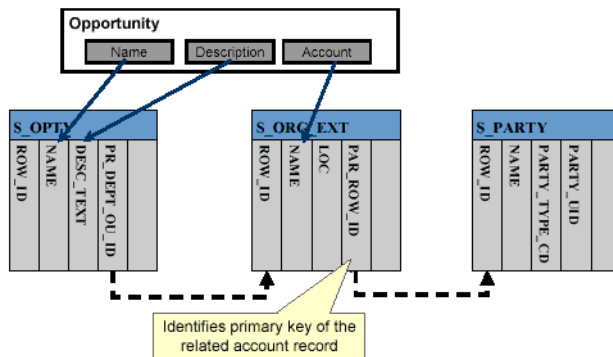 Opportunity
Name Description Account
S_OPTY S_ORG_EXT S_PARTY
ROW_ID
NAME
DESC_TEXT
PR_DEPT_OU_ID
ROW_ID
NAME
LOC
PAR_ROW_ID
ROW_ID
NAME
PARTY_TYPE_CD
PARTY_UID
Identifies primary key of the
related account record